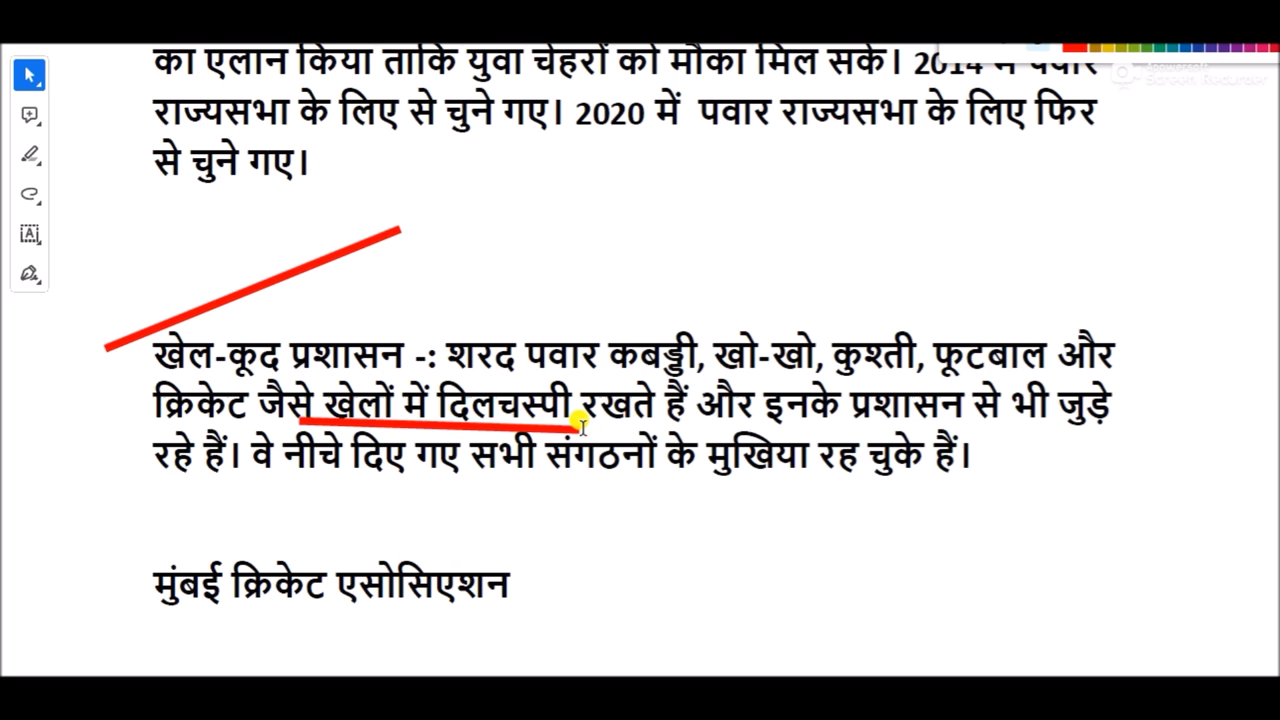 का एलान किया ताकि युवा चेहरों को मौका मिल सके। 2014 में पवार
राज्यसभा के लिए से चुने गए। 2020 में पवार राज्यसभा के लिए फिर
से चुने गए।
खेल-कूद प्रशासन -: शरद पवार कबड्डी, खो-खो, कुश्ती, फूटबाल और
क्रिकेट जैसे खेलों में दिलचस्पी रखते हैं और इनके प्रशासन से भी जुड़े
रहे हैं। वे नीचे दिए गए सभी संगठनों के मुखिया रह चुके हैं।
मुंबई क्रिकेट एसोसिएशन